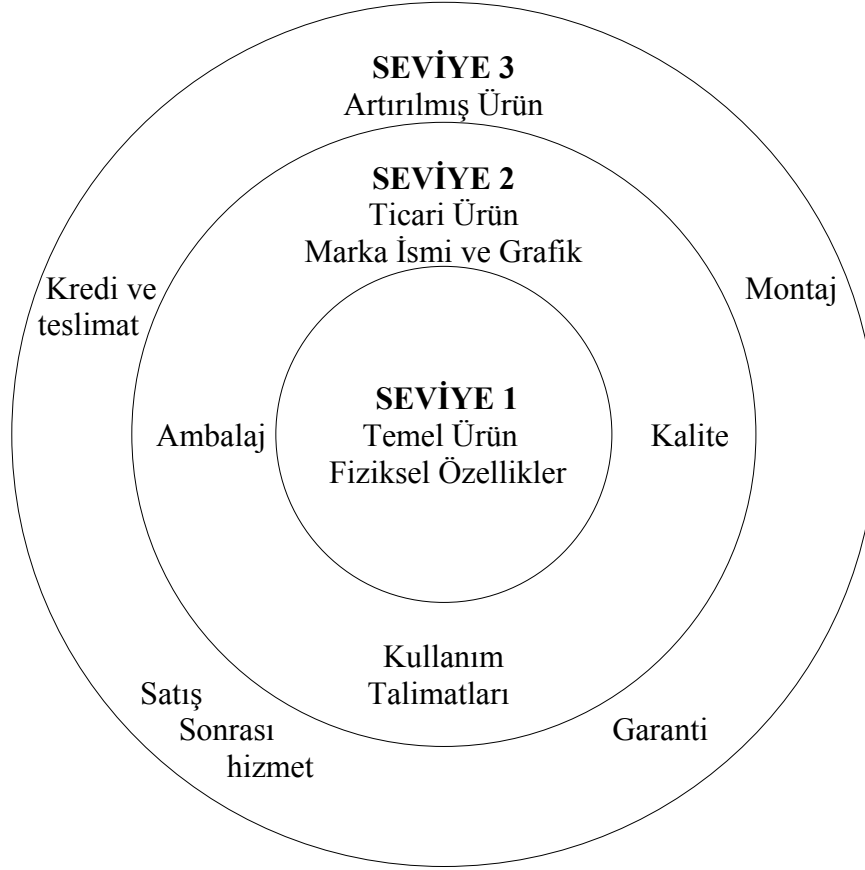 SEVİYE 3
Artırılmış Ürün
SEVİYE 2
Ticari Ürün
Marka İsmi ve Grafik
Kredi ve
teslimat
Montaj
SEVİYE 1
Temel Ürün
Fiziksel Özellikler
Ambalaj
Kalite
Kullanım
Talimatları
Satış
Sonrası
hizmet
Garanti